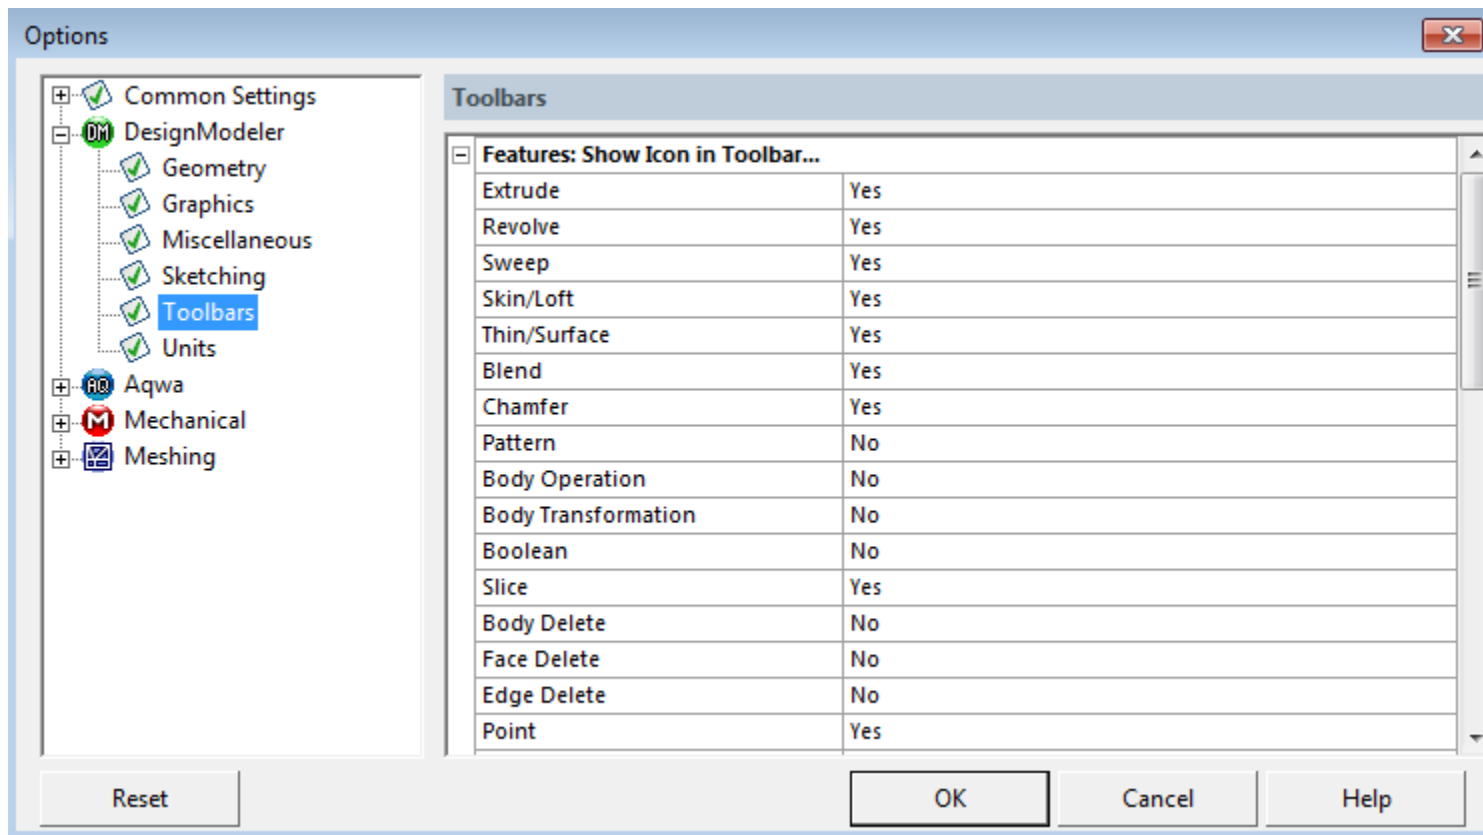 Options
Common Settings
DM DesignModeler
Geometry
Graphics
Miscellaneous
Sketching
Toolbars
Units
AQ Aqwa
M Mechanical
Meshing
Toolbars
Features: Show Icon in Toolbar...
Extrude Yes
Revolve Yes
Sweep Yes
Skin/Loft Yes
Thin/Surface Yes
Blend Yes
Chamfer Yes
Pattern No
Body Operation No
Body Transformation No
Boolean No
Slice Yes
Body Delete No
Face Delete No
Edge Delete No
Point Yes
Reset OK Cancel Help